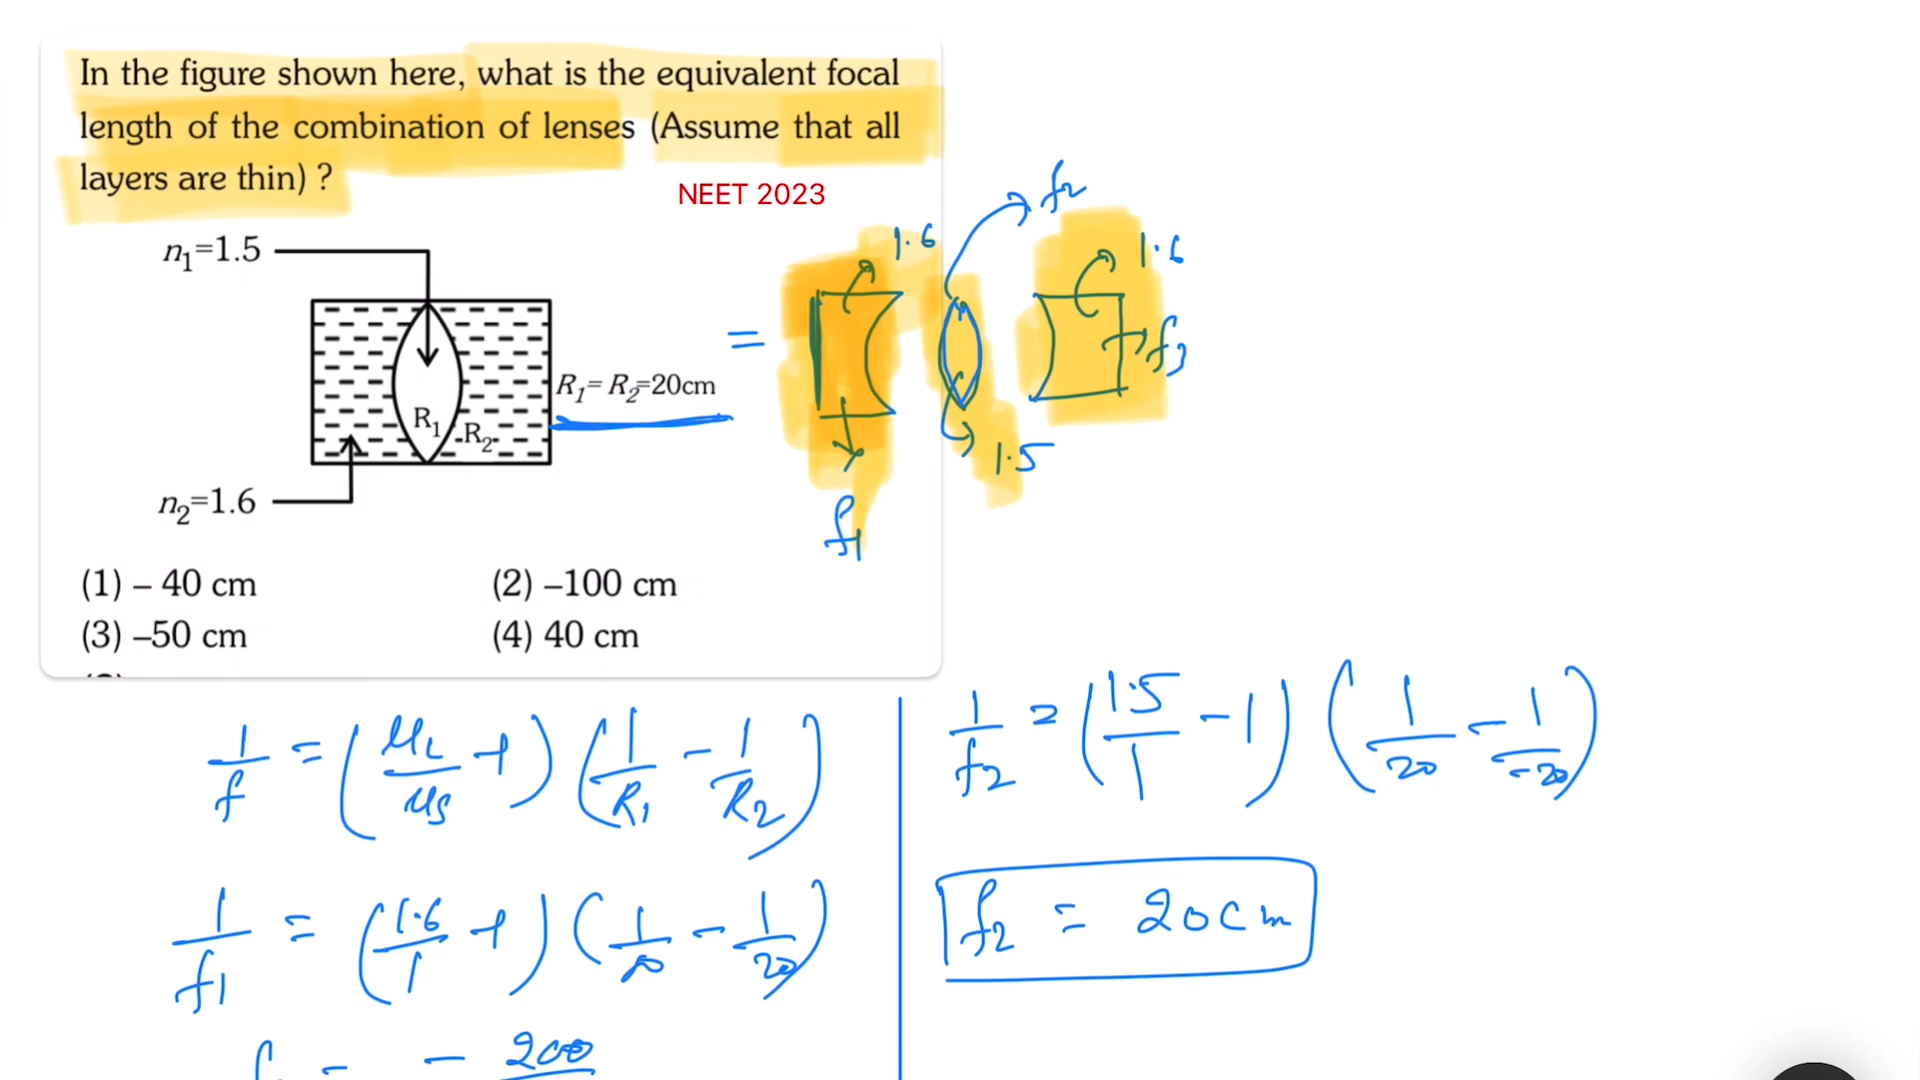 In the figure shown here, what is the equivalent focal
length of the combination of lenses (Assume that all
layers are thin) ?
NEET 2023
n₁=1.5
R₁
R₂
R₁= R₂=20cm
n₂=1.6
(1) – 40 cm
(2) –100 cm
(3) –50 cm
(4) 40 cm
=
1.6
f₂
1.6
f₃
1.5
f₁
1/f = (μL/μs -1) (1/R₁ - 1/R₂)
1/f₁ = (1.6/1 -1) (1/∞ - 1/20)
= - 200
1/f₂ = (1.5/1 - 1) (1/20 - 1/-20)
f₂ = 20cm